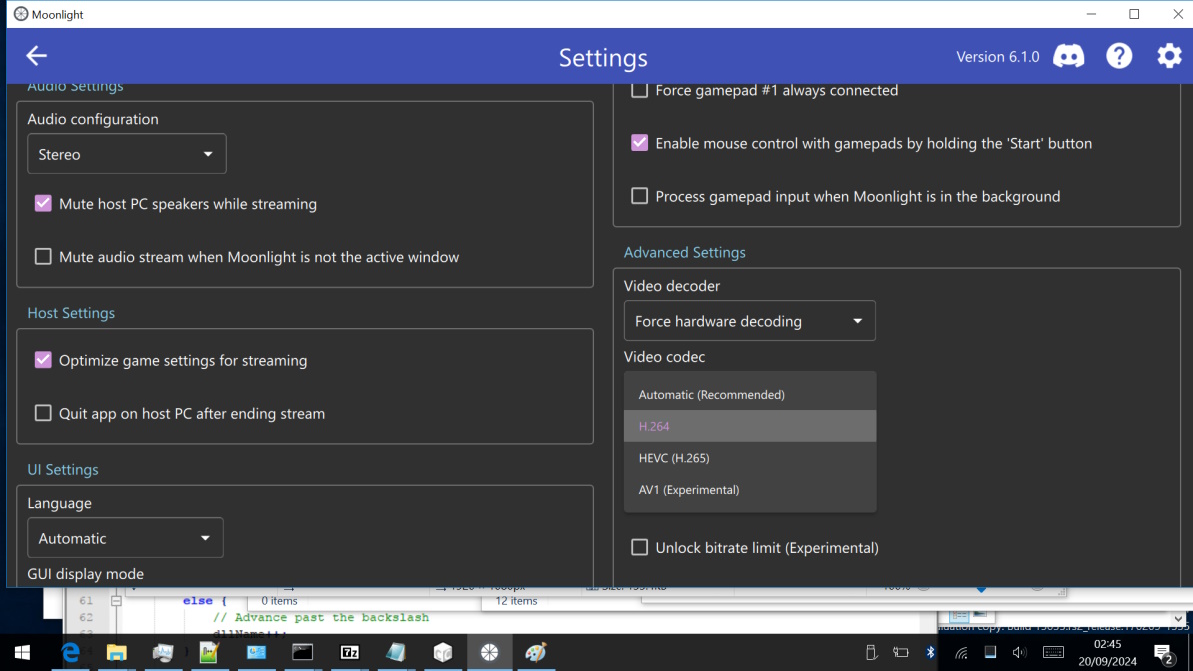 Moonlight
Settings
Version 6.1.0
Audio Settings
Audio configuration
Stereo
Mute host PC speakers while streaming
Mute audio stream when Moonlight is not the active window
Host Settings
Optimize game settings for streaming
Quit app on host PC after ending stream
UI Settings
Language
Automatic
GUI display mode
Force gamepad #1 always connected
Enable mouse control with gamepads by holding the 'Start' button
Process gamepad input when Moonlight is in the background
Advanced Settings
Video decoder
Force hardware decoding
Video codec
Automatic (Recommended)
H.264
HEVC (H.265)
AV1 (Experimental)
Unlock bitrate limit (Experimental)
61 else {
0 items
12 items
62 // Advance past the backslash
63
02:45
20/09/2024
2